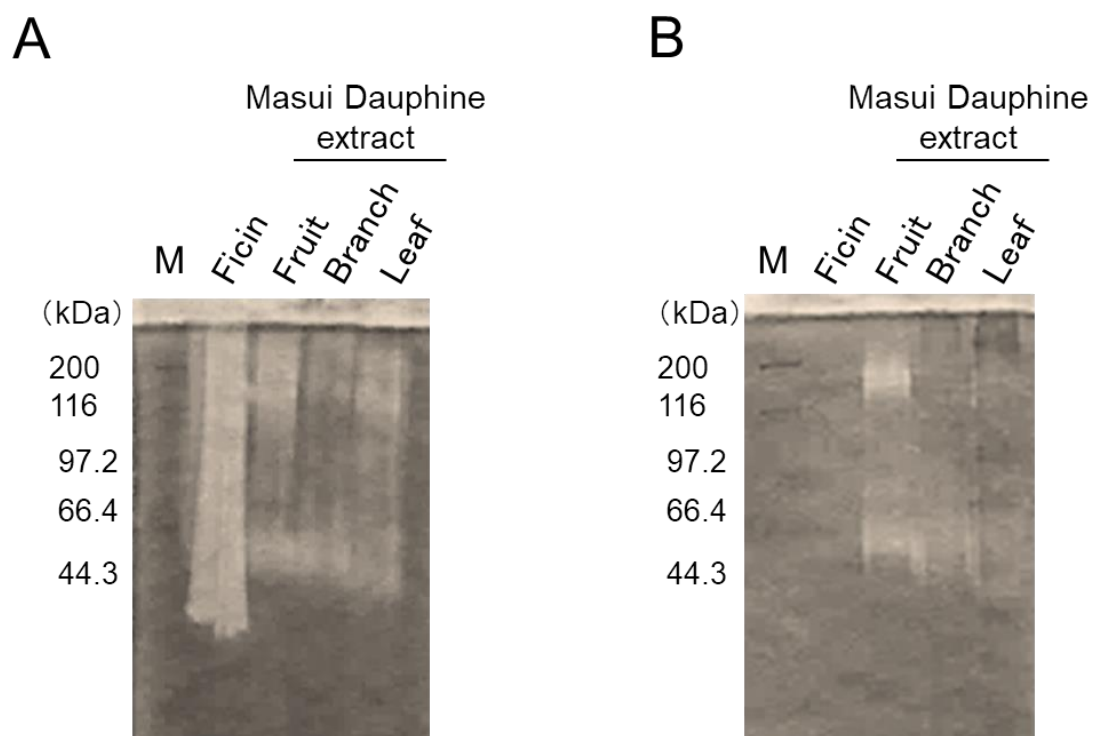 A
Masui Dauphine
extract
M
Ficin
Fruit
Branch
Leaf
(kDa)
200
116
97.2
66.4
44.3
B
Masui Dauphine
extract
M
Ficin
Fruit
Branch
Leaf
(kDa)
200
116
97.2
66.4
44.3